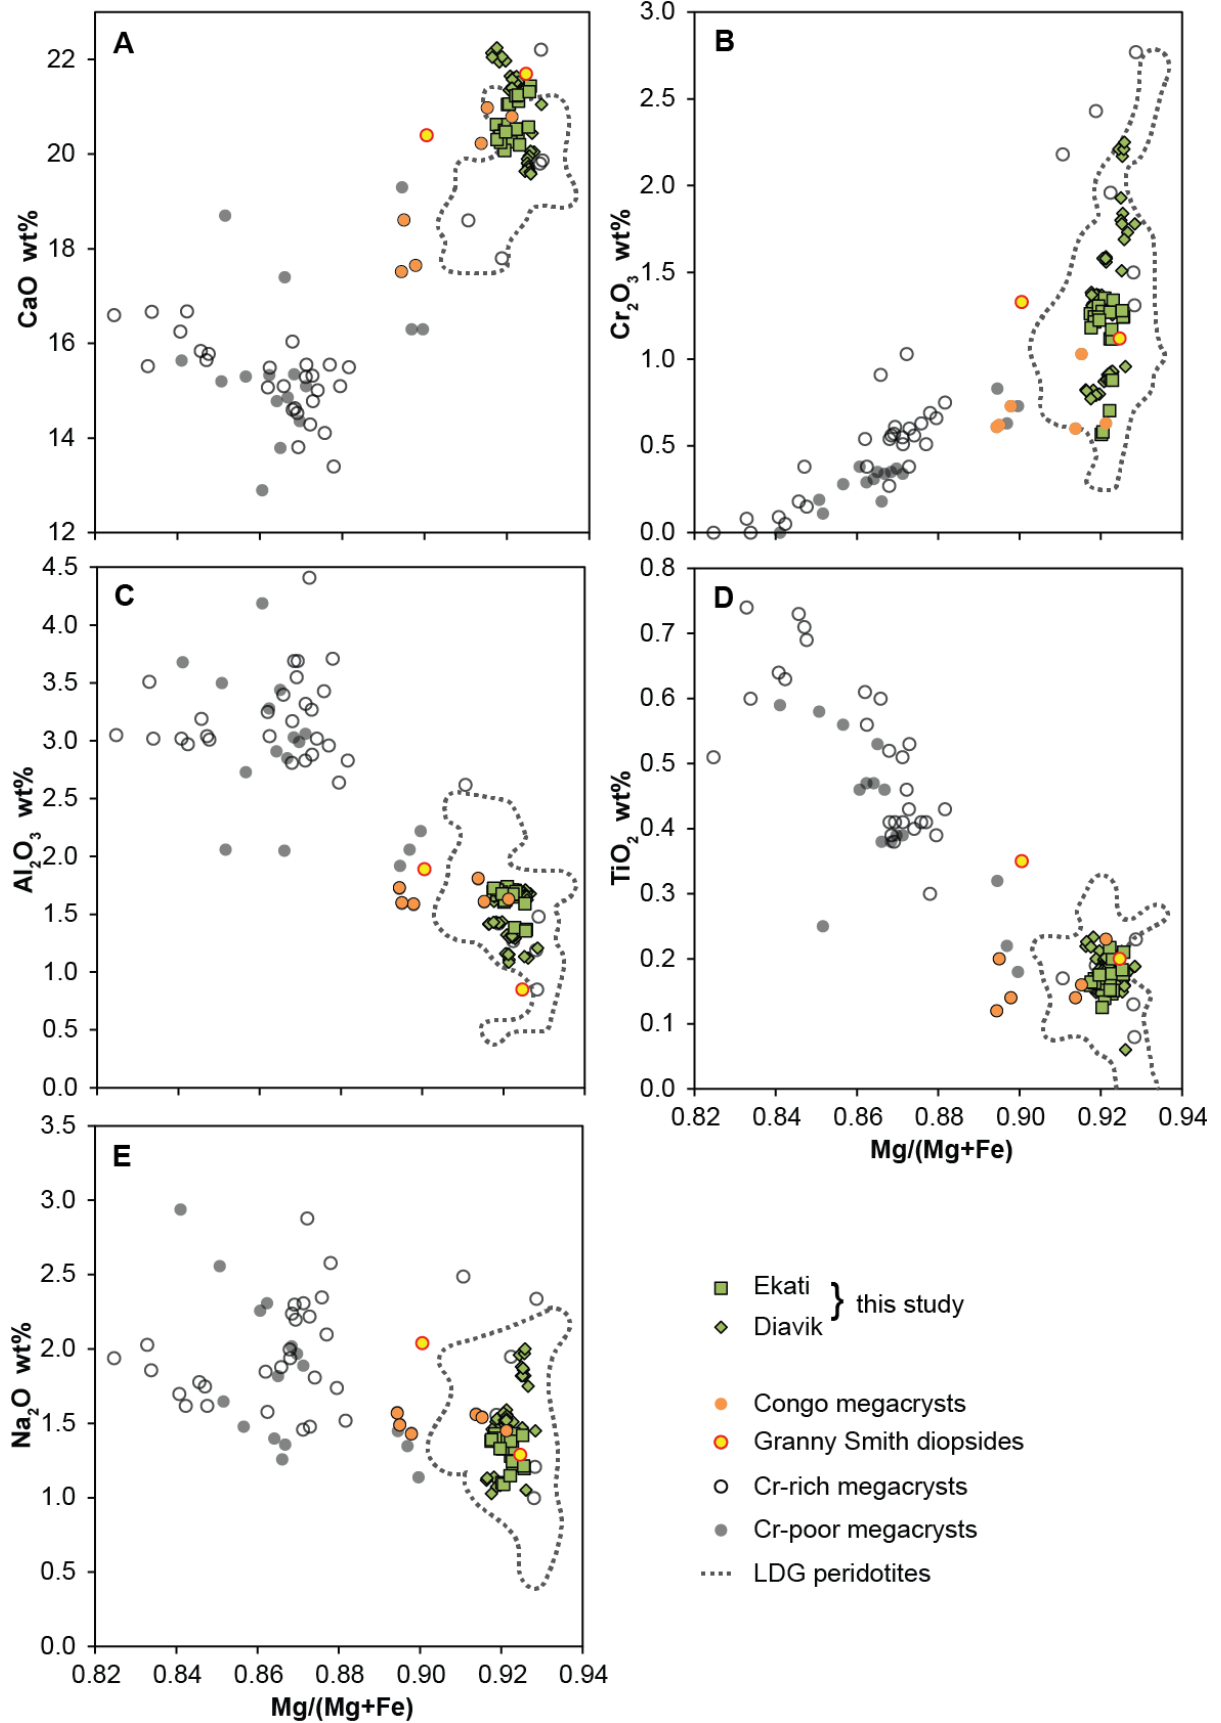 A
22
20
18
16
14
12
CaO wt%
B
3.0
2.5
2.0
1.5
1.0
0.5
0.0
Cr₂O₃ wt%
C
4.5
4.0
3.5
3.0
2.5
2.0
1.5
1.0
0.5
0.0
Al₂O₃ wt%
D
0.8
0.7
0.6
0.5
0.4
0.3
0.2
0.1
0.0
TiO₂ wt%
0.82 0.84 0.86 0.88 0.90 0.92 0.94
Mg/(Mg+Fe)
E
3.5
3.0
2.5
2.0
1.5
1.0
0.5
0.0
Na₂O wt%
0.82 0.84 0.86 0.88 0.90 0.92 0.94
Mg/(Mg+Fe)
Ekati
Diavik
} this study
Congo megacrysts
Granny Smith diopsides
Cr-rich megacrysts
Cr-poor megacrysts
LDG peridotites